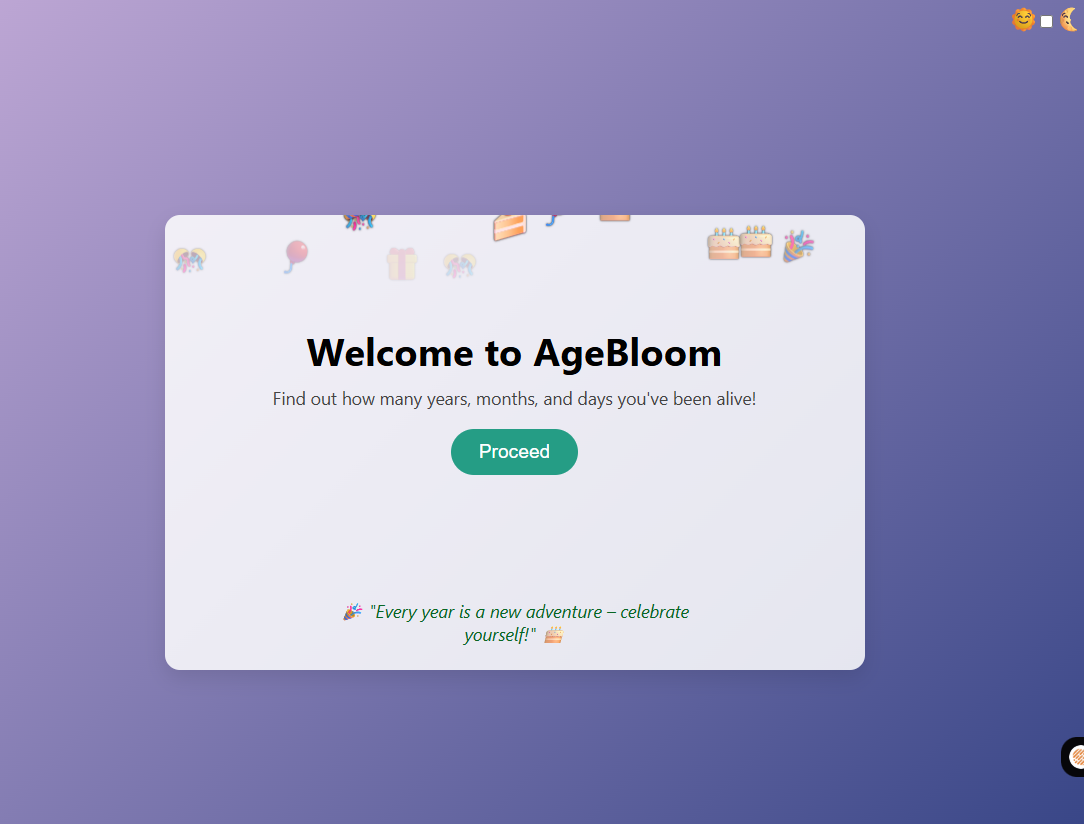 Welcome to AgeBloom
Find out how many years, months, and days you've been alive!
Proceed
🎉 "Every year is a new adventure – celebrate
yourself!" 🎂